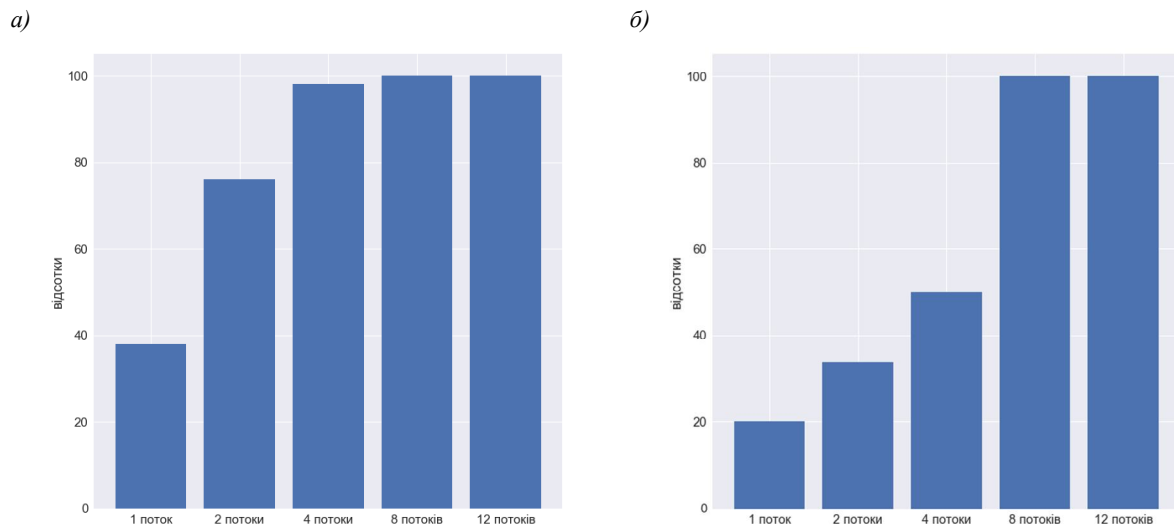 а)
100
80
60
40
20
0
відсотки
1 поток
2 потоки
4 потоки
8 потоків
12 потоків
б)
100
80
60
40
20
0
відсотки
1 поток
2 потоки
4 потоки
8 потоків
12 потоків